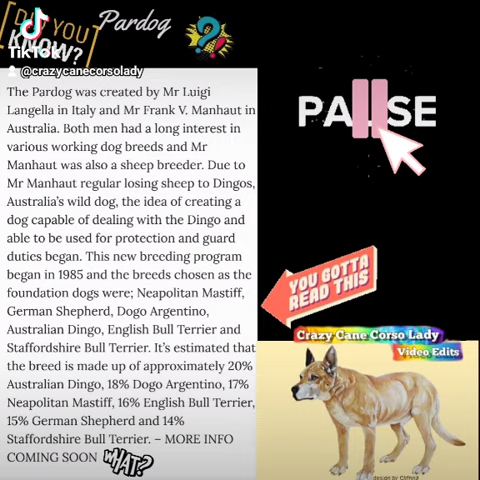 DID YOU
KNOW?
Pardog
?
TikTok
@crazycanecorsolady
The Pardog was created by Mr Luigi
Langella in Italy and Mr Frank V. Manhaut in
Australia. Both men had a long interest in
various working dog breeds and Mr
Manhaut was also a sheep breeder. Due to
Mr Manhaut regular losing sheep to Dingos,
Australia's wild dog, the idea of creating a
dog capable of dealing with the Dingo and
able to be used for protection and guard
duties began. This new breeding program
began in 1985 and the breeds chosen as the
foundation dogs were; Neapolitan Mastiff,
German Shepherd, Dogo Argentino,
Australian Dingo, English Bull Terrier and
Staffordshire Bull Terrier. It's estimated that
the breed is made up of approximately 20%
Australian Dingo, 18% Dogo Argentino, 17%
Neapolitan Mastiff, 16% English Bull Terrier,
15% German Shepherd and 14%
Staffordshire Bull Terrier. – MORE INFO
COMING SOON
WHAT?
PAUSE
YOU GOTTA
READ THIS
Crazy Cane Corso Lady
Video Edits
design by